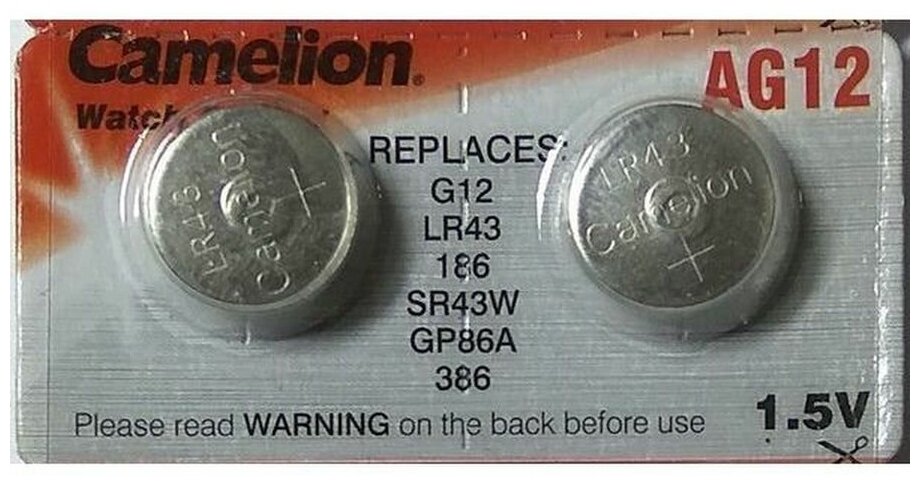 Camelion®
AG12
Watch
REPLACES:
G12
LR43
186
SR43W
GP86A
386
Camelion
LR43
+
LR43
Camelion
+
Please read WARNING on the back before use
1.5V